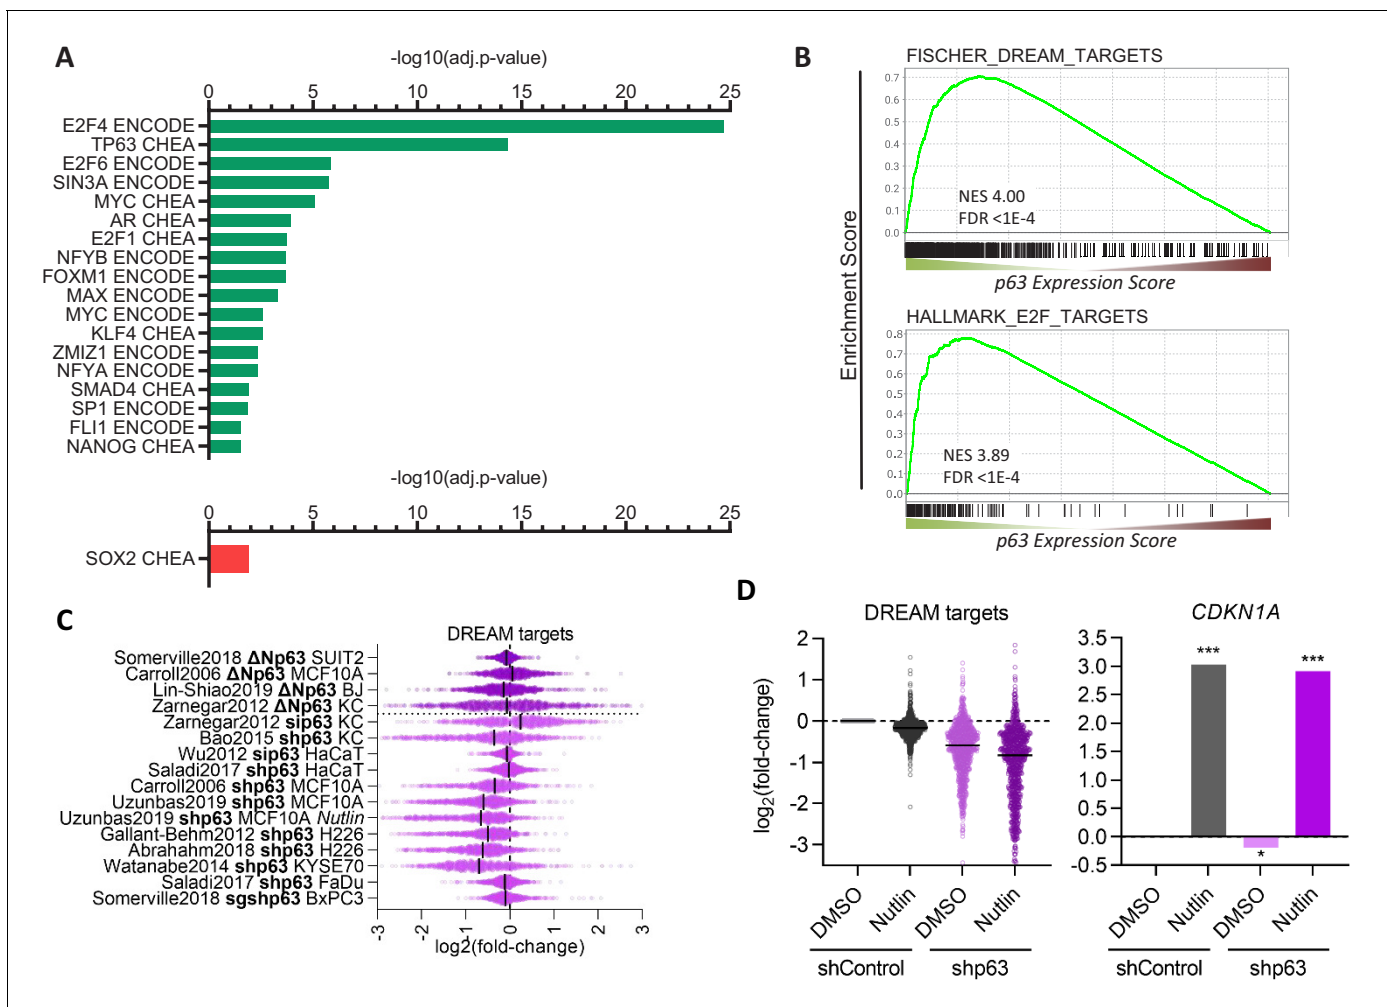 A
-log10(adj.p-value)
0 5 10 15 20 25
E2F4 ENCODE
TP63 CHEA
E2F6 ENCODE
SIN3A ENCODE
MYC CHEA
AR CHEA
E2F1 CHEA
NFYB ENCODE
FOXM1 ENCODE
MAX ENCODE
MYC ENCODE
KLF4 CHEA
ZMIZ1 ENCODE
NFYA ENCODE
SMAD4 CHEA
SP1 ENCODE
FLI1 ENCODE
NANOG CHEA
-log10(adj.p-value)
0 5 10 15 20 25
SOX2 CHEA
B
Enrichment Score
FISCHER_DREAM_TARGETS
0.7
0.6
0.5
0.4
0.3
0.2
0.1
0.0
NES 4.00
FDR <1E-4
p63 Expression Score
HALLMARK_E2F_TARGETS
0.8
0.7
0.6
0.5
0.4
0.3
0.2
0.1
0.0
NES 3.89
FDR <1E-4
p63 Expression Score
C
DREAM targets
Somerville2018 ΔNp63 SUIT2
Carroll2006 ΔNp63 MCF10A
Lin-Shiao2019 ΔNp63 BJ
Zarnegar2012 ΔNp63 KC
Zarnegar2012 sip63 KC
Bao2015 shp63 KC
Wu2012 sip63 HaCaT
Saladi2017 shp63 HaCaT
Carroll2006 shp63 MCF10A
Uzunbas2019 shp63 MCF10A
Uzunbas2019 shp63 MCF10A Nutlin
Gallant-Behm2012 shp63 H226
Abrahahm2018 shp63 H226
Watanabe2014 shp63 KYSE70
Saladi2017 shp63 FaDu
Somerville2018 sgshp63 BxPC3
-3 -2 -1 0 1 2 3
log2(fold-change)
D
DREAM targets
log2(fold-change)
2
1
0
-1
-2
-3
DMSO Nutlin DMSO Nutlin
shControl shp63
CDKN1A
3.5
3.0
2.5
2.0
1.5
1.0
0.5
0.0
-0.5
*** * ***
DMSO Nutlin DMSO Nutlin
shControl shp63